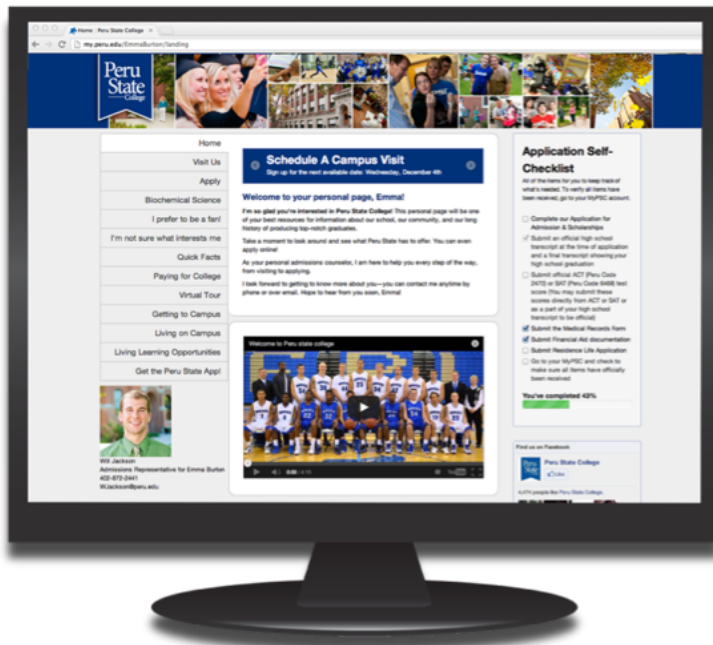 Home | Peru State College
my.peru.edu/EmmaBurton/landing
Peru
State
College
Home
Visit Us
Apply
Biochemical Science
I prefer to be a fan!
I'm not sure what interests me
Quick Facts
Paying for College
Virtual Tour
Getting to Campus
Living on Campus
Living Learning Opportunities
Get the Peru State App!
Will Jackson
Admissions Representative for Emma Burton
402-872-2441
WJackson@peru.edu
Schedule A Campus Visit
Sign up for the next available date: Wednesday, December 4th
Welcome to your personal page, Emma!
I'm so glad you're interested in Peru State College! This personal page will be one
of your best resources for information about our school, our community, and our long
history of producing top-notch graduates.
Take a moment to look around and see what Peru State has to offer. You can even
apply online!
As your personal admissions counselor, I am here to help you every step of the way,
from visiting to applying.
I look forward to getting to know more about you—you can contact me anytime by
phone or over email. Hope to hear from you soon, Emma!
Welcome to Peru state college
0:00 / 4:15
YouTube
Application Self-
Checklist
All of the items for you to keep track of
what's needed. To verify all items have
been received, go to your MyPSC account.
Complete our Application for
Admission & Scholarships
Submit an official high school
transcript at the time of application
and a final transcript showing your
high school graduation
Submit official ACT (Peru Code
2470) or SAT (Peru Code 6468) test
score (You may submit these
scores directly from ACT or SAT or
as a part of your high school
transcript to be official)
Submit the Medical Records Form
Submit Financial Aid documentation
Submit Residence Life Application
Go to your MyPSC and check to
make sure all items have officially
been received
You've completed 43%
Find us on Facebook
Peru State College
Like
4,474 people like Peru State College.